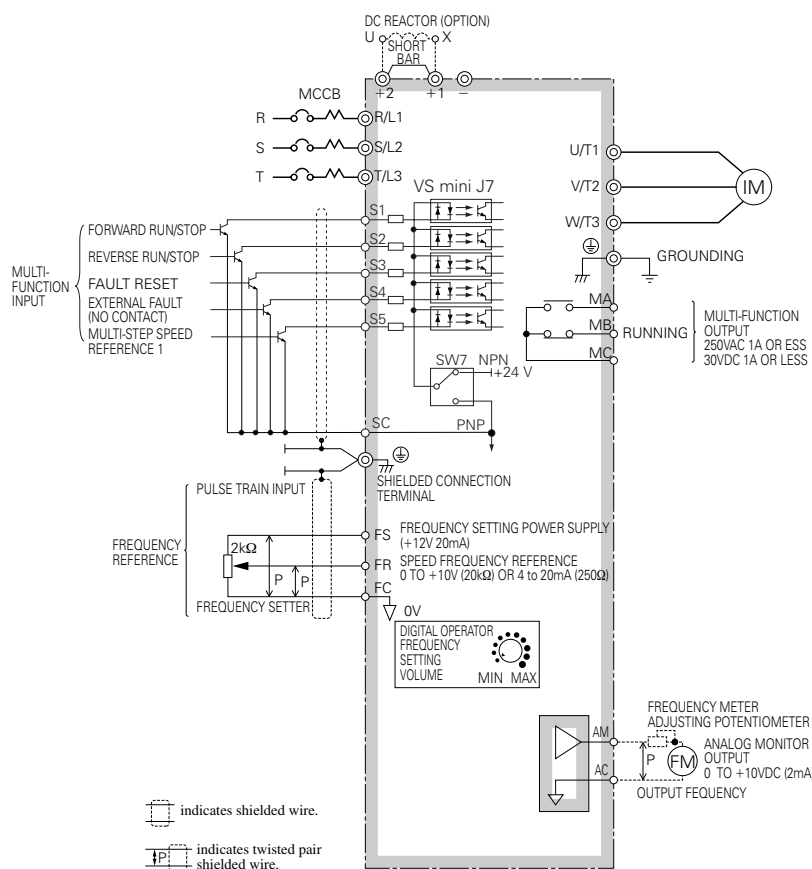 DC REACTOR (OPTION)
U X
SHORT
BAR
+2 +1 −
MCCB
R R/L1
S S/L2
T T/L3
U/T1
V/T2
W/T3
IM
VS mini J7
GROUNDING
MULTI-
FUNCTION
INPUT
FORWARD RUN/STOP
REVERSE RUN/STOP
FAULT RESET
EXTERNAL FAULT
(NO CONTACT)
MULTI-STEP SPEED
REFERENCE 1
S1
S2
S3
S4
S5
MA
MB
MC
RUNNING
MULTI-FUNCTION
OUTPUT
250VAC 1A OR ESS
30VDC 1A OR LESS
SW7 NPN
+24 V
SC PNP
SHIELDED CONNECTION
TERMINAL
PULSE TRAIN INPUT
FREQUENCY
REFERENCE
2kΩ
P P
FREQUENCY SETTER
FS FREQUENCY SETTING POWER SUPPLY
(+12V 20mA)
FR SPEED FREQUENCY REFERENCE
0 TO +10V (20kΩ) OR 4 to 20mA (250Ω)
FC
0V
DIGITAL OPERATOR
FREQUENCY
SETTING
VOLUME
MIN MAX
FREQUENCY METER
ADJUSTING POTENTIOMETER
AM
AC
P
FM
ANALOG MONITOR
OUTPUT
0 TO +10VDC (2mA
OUTPUT FEQUENCY
indicates shielded wire.
P
indicates twisted pair
shielded wire.